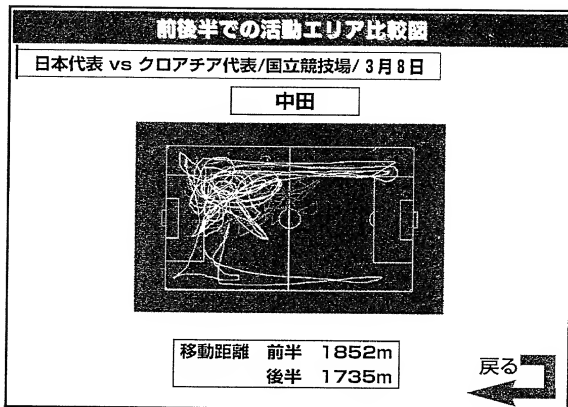 前後半での活動エリア比較図
日本代表 vs クロアチア代表/国立競技場/3月8日
中田
移動距離 前半 1852m
後半 1735m
戻る